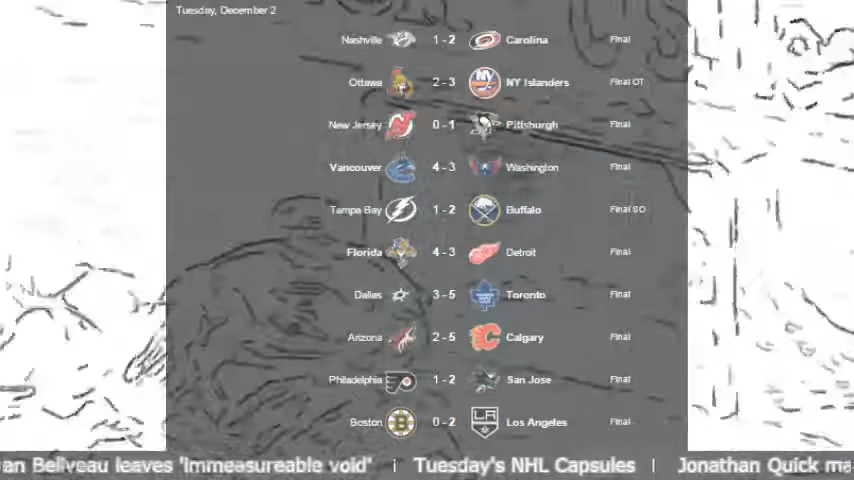 Tuesday, December 2
Nashville 1 - 2 Carolina Final
Ottawa 2 - 3 NY Islanders Final OT
New Jersey 0 - 1 Pittsburgh Final
Vancouver 4 - 3 Washington Final
Tampa Bay 1 - 2 Buffalo Final SO
Florida 4 - 3 Detroit Final
Dallas 3 - 5 Toronto Final
Arizona 2 - 5 Calgary Final
Philadelphia 1 - 2 San Jose Final
Boston 0 - 2 Los Angeles Final
an Beliveau leaves 'immeasureable void' | Tuesday's NHL Capsules | Jonathan Quick ma